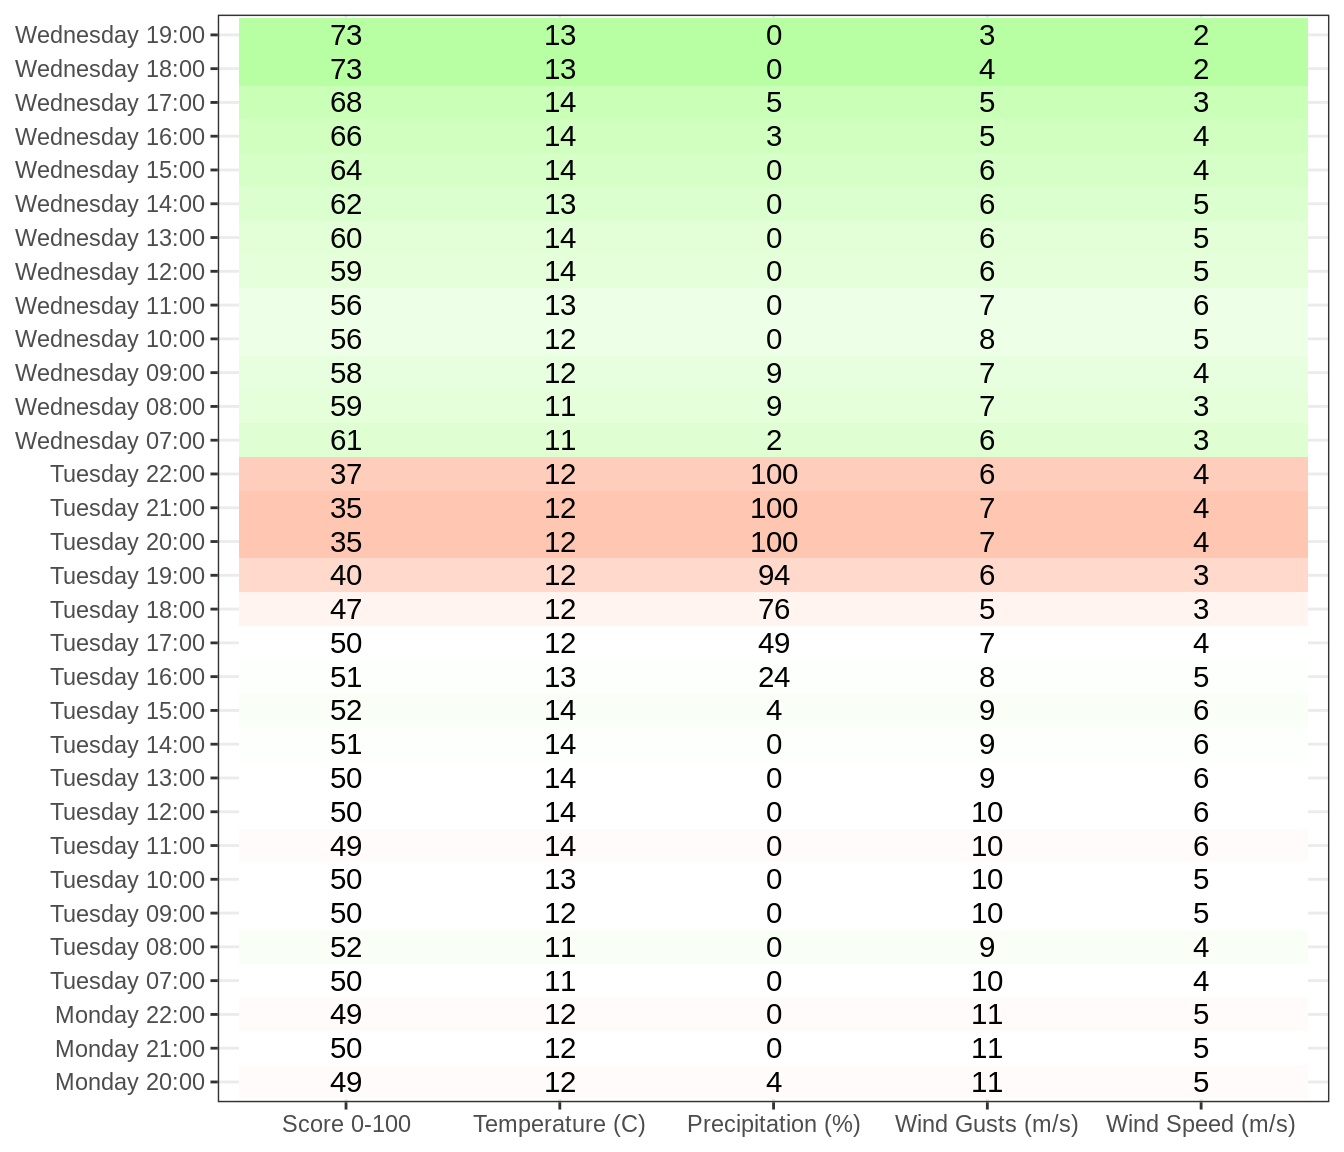 Wednesday 19:00 73 13 0 3 2
Wednesday 18:00 73 13 0 4 2
Wednesday 17:00 68 14 5 5 3
Wednesday 16:00 66 14 3 5 4
Wednesday 15:00 64 14 0 6 4
Wednesday 14:00 62 13 0 6 5
Wednesday 13:00 60 14 0 6 5
Wednesday 12:00 59 14 0 6 5
Wednesday 11:00 56 13 0 7 6
Wednesday 10:00 56 12 0 8 5
Wednesday 09:00 58 12 9 7 4
Wednesday 08:00 59 11 9 7 3
Wednesday 07:00 61 11 2 6 3
Tuesday 22:00 37 12 100 6 4
Tuesday 21:00 35 12 100 7 4
Tuesday 20:00 35 12 100 7 4
Tuesday 19:00 40 12 94 6 3
Tuesday 18:00 47 12 76 5 3
Tuesday 17:00 50 12 49 7 4
Tuesday 16:00 51 13 24 8 5
Tuesday 15:00 52 14 4 9 6
Tuesday 14:00 51 14 0 9 6
Tuesday 13:00 50 14 0 9 6
Tuesday 12:00 50 14 0 10 6
Tuesday 11:00 49 14 0 10 6
Tuesday 10:00 50 13 0 10 5
Tuesday 09:00 50 12 0 10 5
Tuesday 08:00 52 11 0 9 4
Tuesday 07:00 50 11 0 10 4
Monday 22:00 49 12 0 11 5
Monday 21:00 50 12 0 11 5
Monday 20:00 49 12 4 11 5
Score 0-100 Temperature (C) Precipitation (%) Wind Gusts (m/s) Wind Speed (m/s)